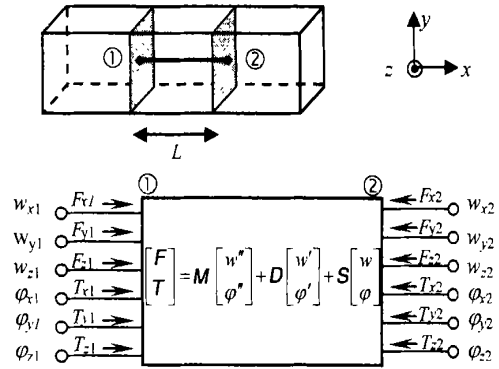 y
① ② z x
L
① ②
w_x1 F_x1 F_x2 w_x2
w_y1 F_y1 F_y2 w_y2
w_z1 F_z1 F_z2 w_z2
[F T] = M [w" φ"] + D [w' φ'] + S [w φ]
φ_x1 T_x1 T_x2 φ_x2
φ_y1 T_y1 T_y2 φ_y2
φ_z1 T_z1 T_z2 φ_z2